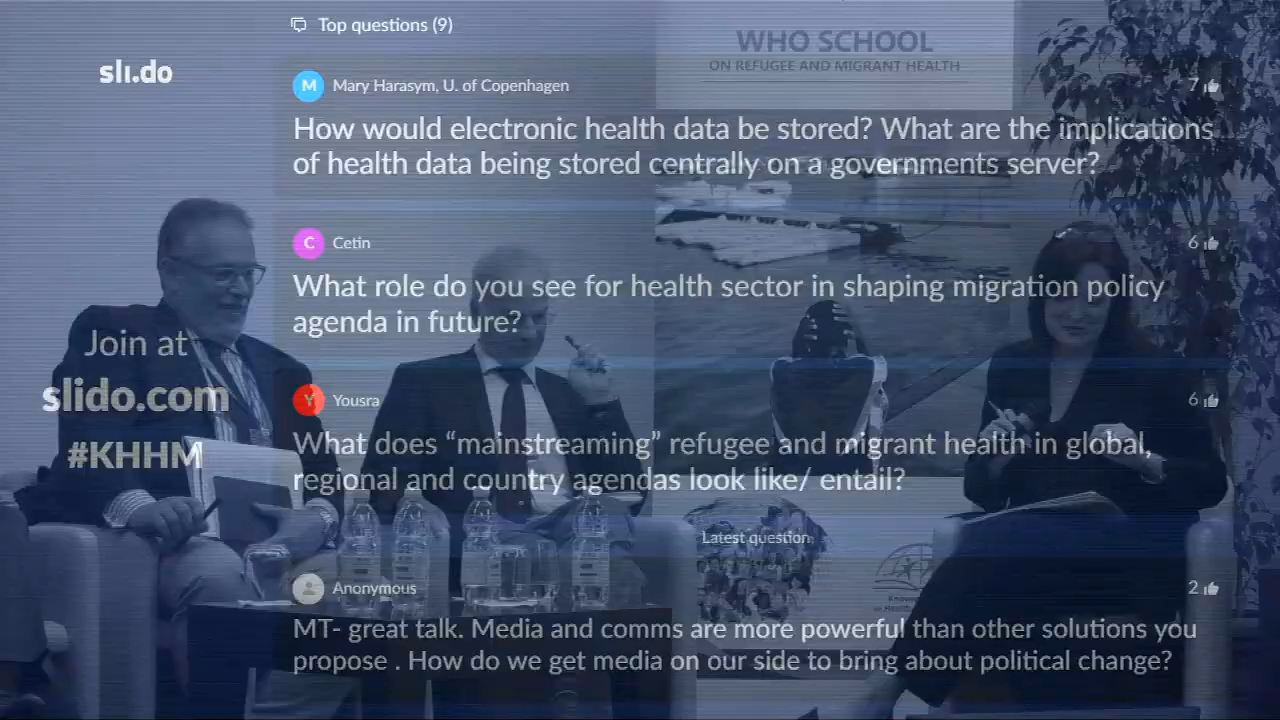 Top questions (9)
WHO SCHOOL
ON REFUGEE AND MIGRANT HEALTH
sli.do
Mary Harasym, U. of Copenhagen
7
How would electronic health data be stored? What are the implications
of health data being stored centrally on a governments server?
Cetin
6
What role do you see for health sector in shaping migration policy
agenda in future?
Join at
slido.com
#KHHM
Yousra
6
What does “mainstreaming” refugee and migrant health in global,
regional and country agendas look like/ entail?
Latest question
Anonymous
2
MT- great talk. Media and comms are more powerful than other solutions you
propose . How do we get media on our side to bring about political change?